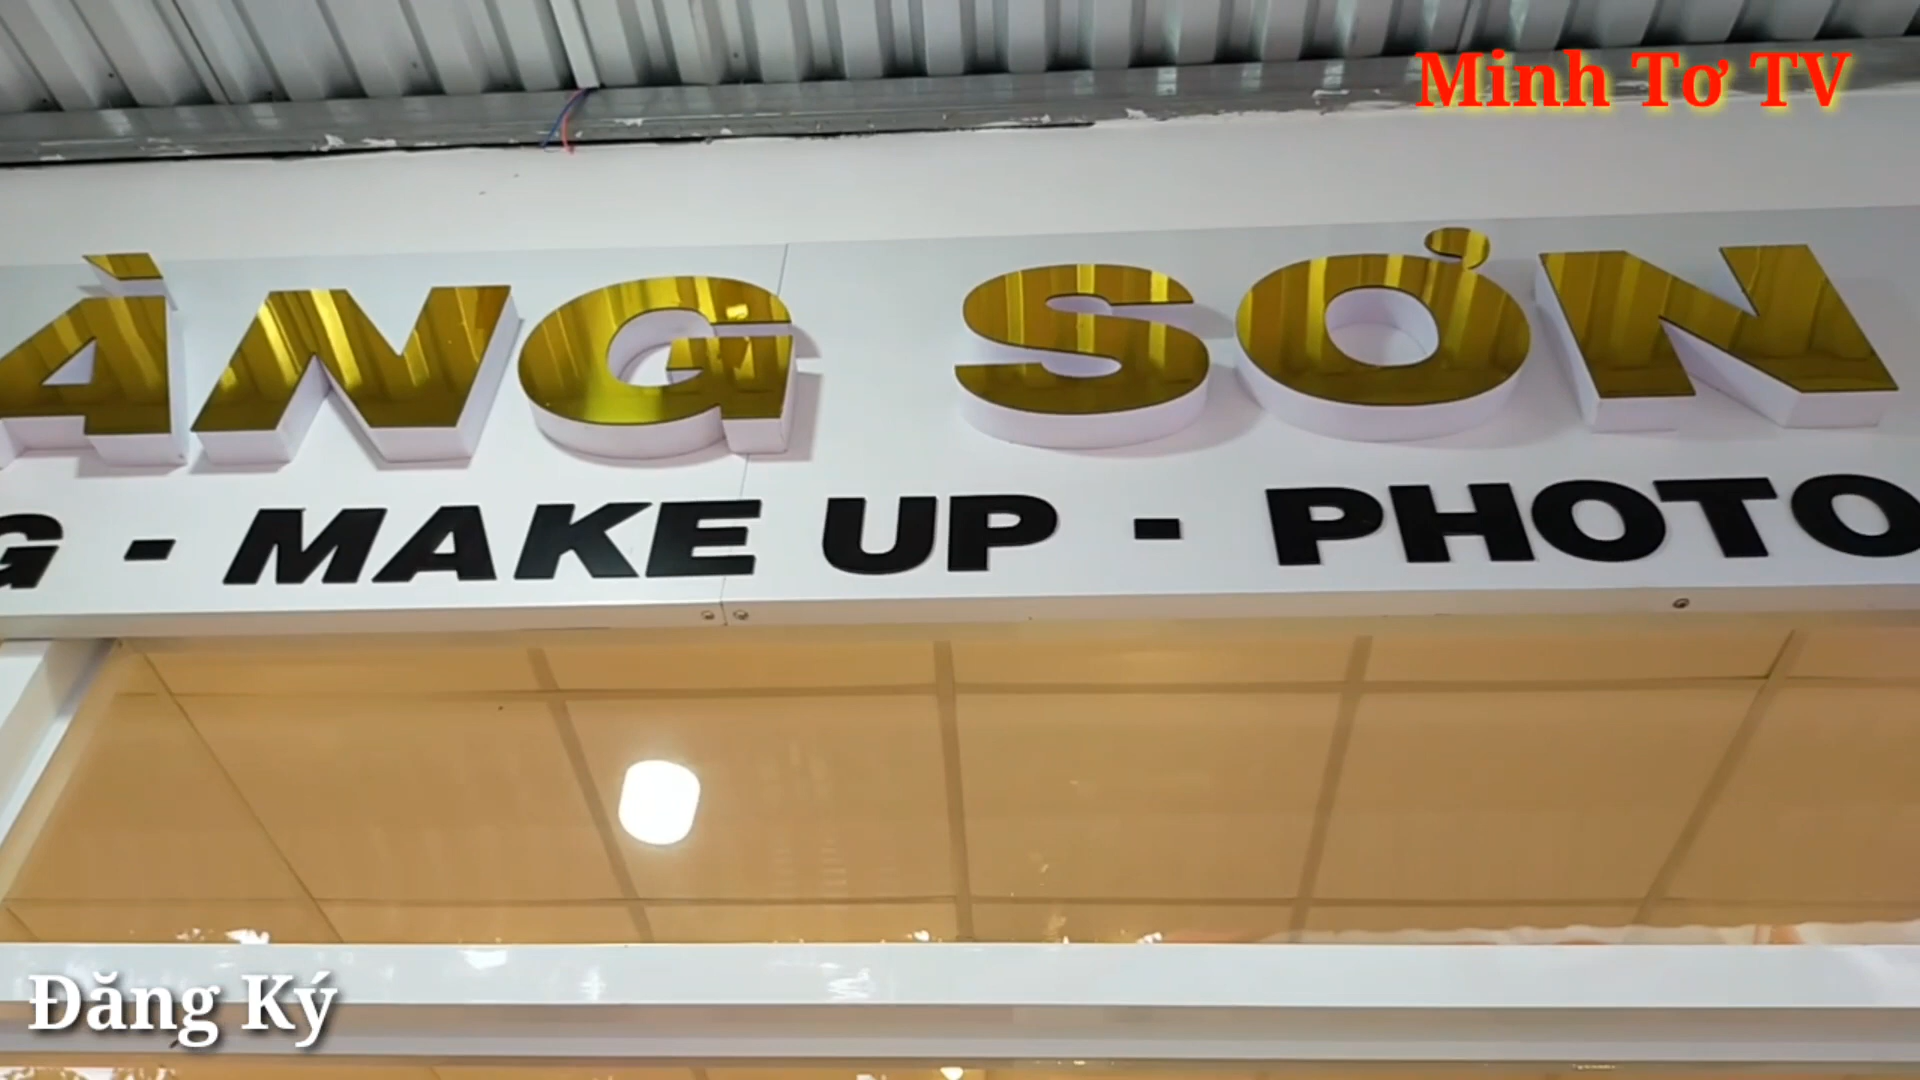 Minh Tơ TV
ÀNG SƠN
G - MAKE UP - PHOTO
Đăng Ký